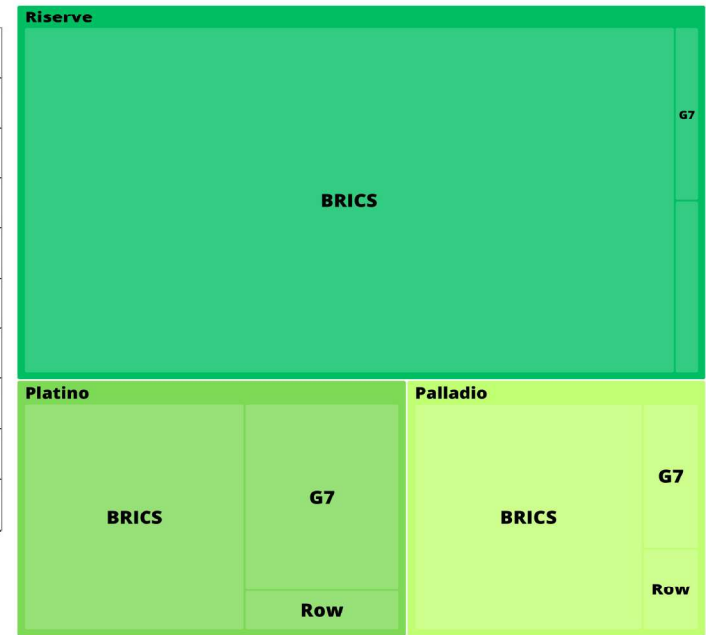 Riserve
G7
BRICS
Platino
Palladio
G7
G7
BRICS
BRICS
Row
Row